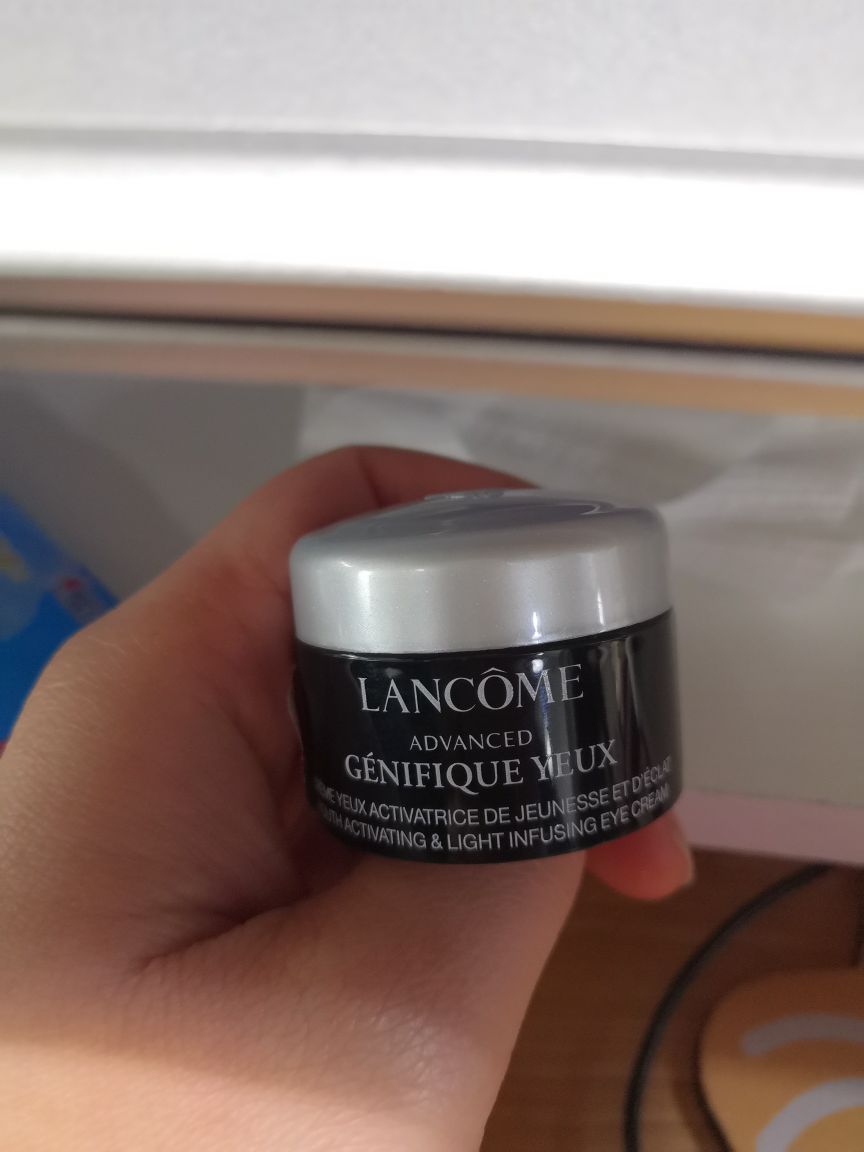 LANCÔME
ADVANCED
GÉNIFIQUE YEUX
YEUX ACTIVATRICE DE JEUNESSE ET D'ÉCLAT
ACTIVATING & LIGHT INFUSING EYE CREAM